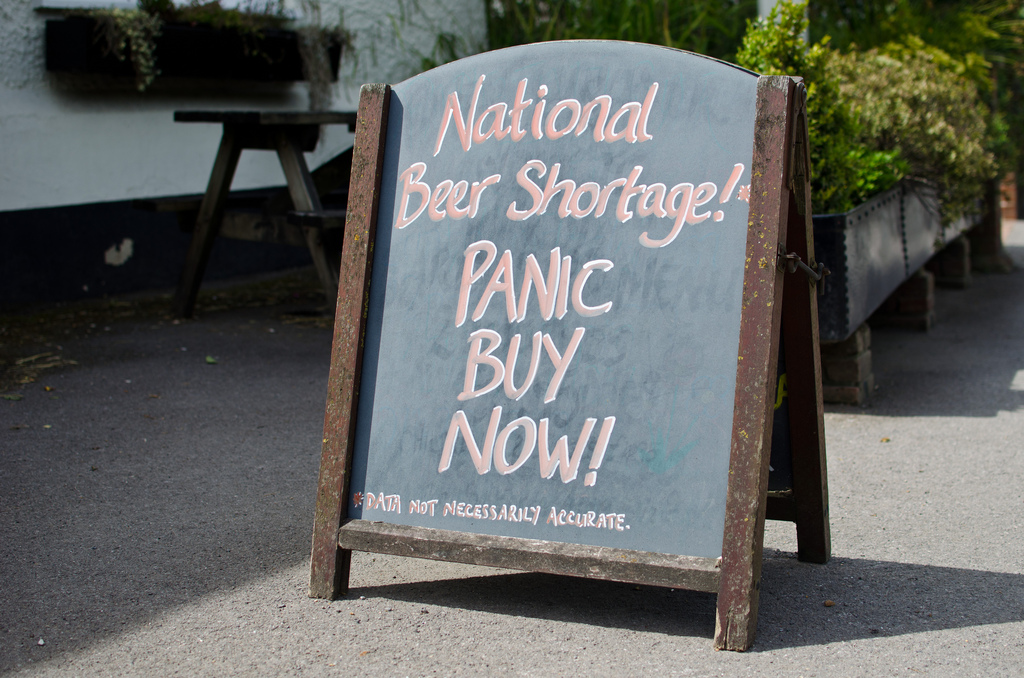 National
Beer Shortage!*
PANIC
BUY
NOW!
*DATA NOT NECESSARILY ACCURATE.